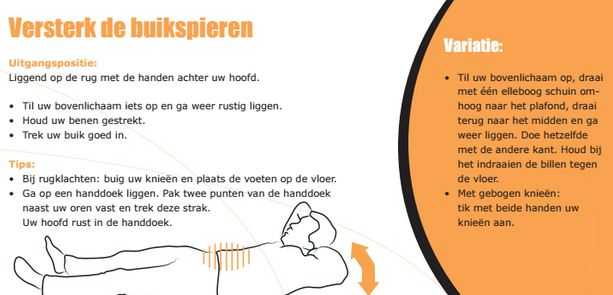 Versterk de buikspieren
Uitgangspositie:
Liggend op de rug met de handen achter uw hoofd.
• Til uw bovenlichaam iets op en ga weer rustig liggen.
• Houd uw benen gestrekt.
• Trek uw buik goed in.
Tips:
• Bij rugklachten: buig uw knieën en plaats de voeten op de vloer.
• Ga op een handdoek liggen. Pak twee punten van de handdoek
naast uw oren vast en trek deze strak.
Uw hoofd rust in de handdoek.
Variatie:
• Til uw bovenlichaam op, draai
met één elleboog schuin om-
hoog naar het plafond, draai
terug naar het midden en ga
weer liggen. Doe hetzelfde
met de andere kant. Houd bij
het indraaien de billen tegen
de vloer.
• Met gebogen knieën:
tik met beide handen uw
knieën aan.